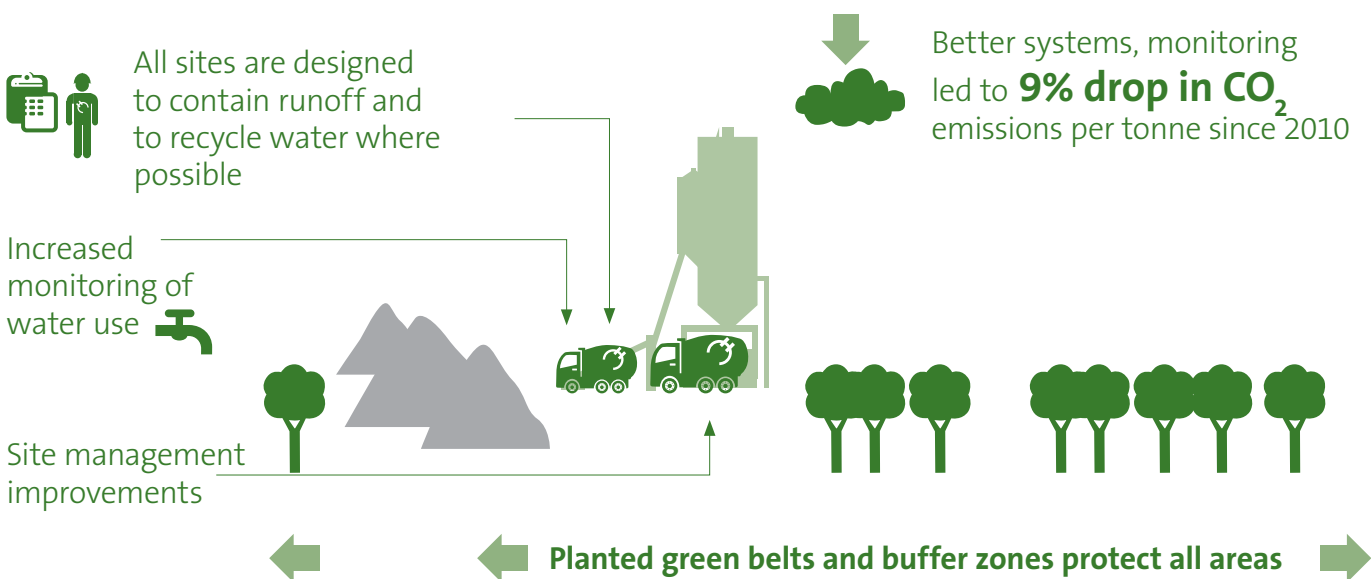 All sites are designed
to contain runoff and
to recycle water where
possible
Better systems, monitoring
led to 9% drop in CO₂
emissions per tonne since 2010
Increased
monitoring of
water use
Site management
improvements
Planted green belts and buffer zones protect all areas